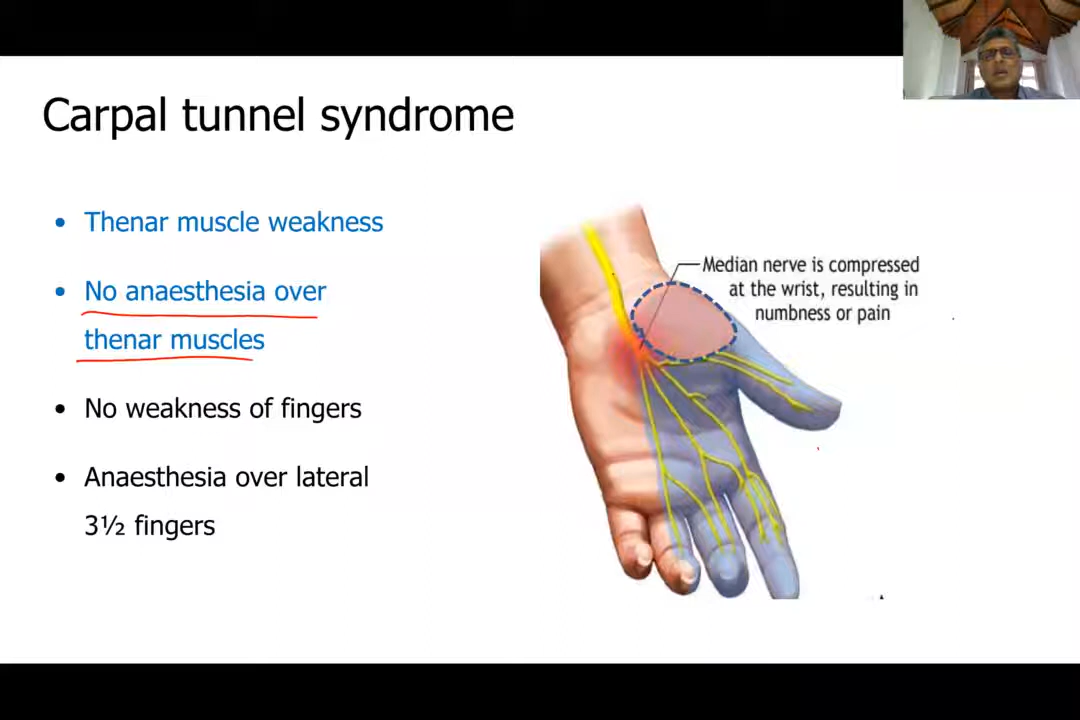 Carpal tunnel syndrome
• Thenar muscle weakness
• No anaesthesia over
thenar muscles
• No weakness of fingers
• Anaesthesia over lateral
3½ fingers
Median nerve is compressed
at the wrist, resulting in
numbness or pain